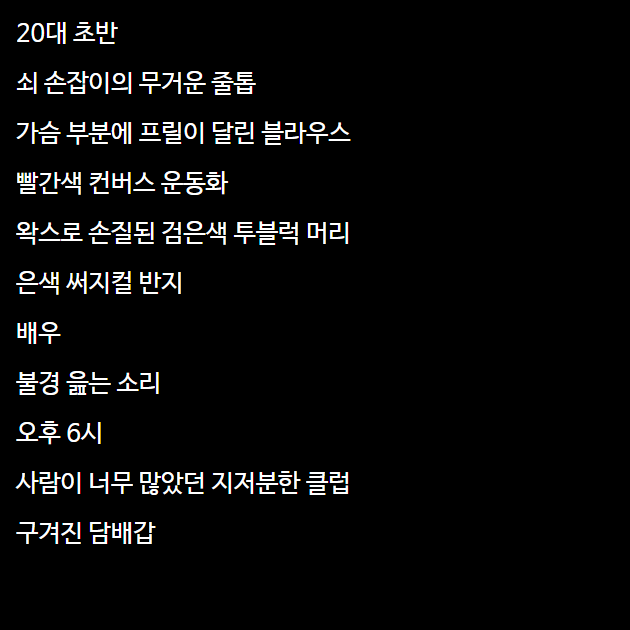 20대 초반
쇠 손잡이의 무거운 줄톱
가슴 부분에 프릴이 달린 블라우스
빨간색 컨버스 운동화
왁스로 손질된 검은색 투블럭 머리
은색 써지컬 반지
배우
불경 읊는 소리
오후 6시
사람이 너무 많았던 지저분한 클럽
구겨진 담배갑